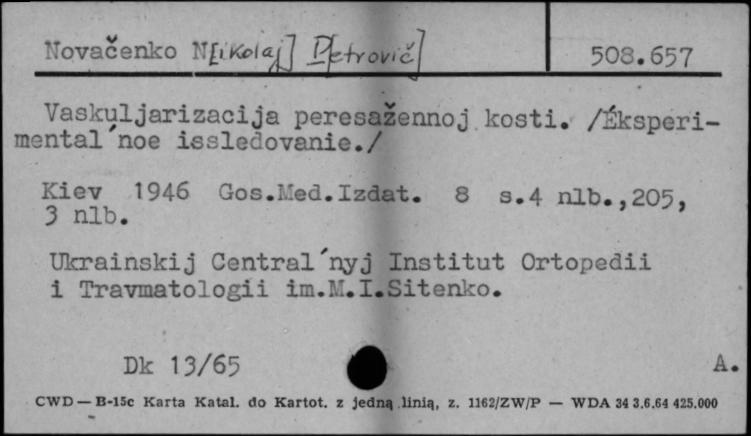 Novačenko N[ikolaj] P[etrovič]
508.657
Vaskuljarizacija peresažennoj kosti. /Éksperi-
mental´noe issledovanie./
Kiev 1946 Gos.Med.Izdat. 8 s.4 nlb.,205,
3 nlb.
Ukrainskij Central´nyj Institut Ortopedii
i Travmatologii im.M.I.Sitenko.
Dk 13/65
A.
CWD — B-15c Karta Katal. do Kartot. z jedną linią, z. 1162/ZW/P — WDA 34 3.6.64 425.000